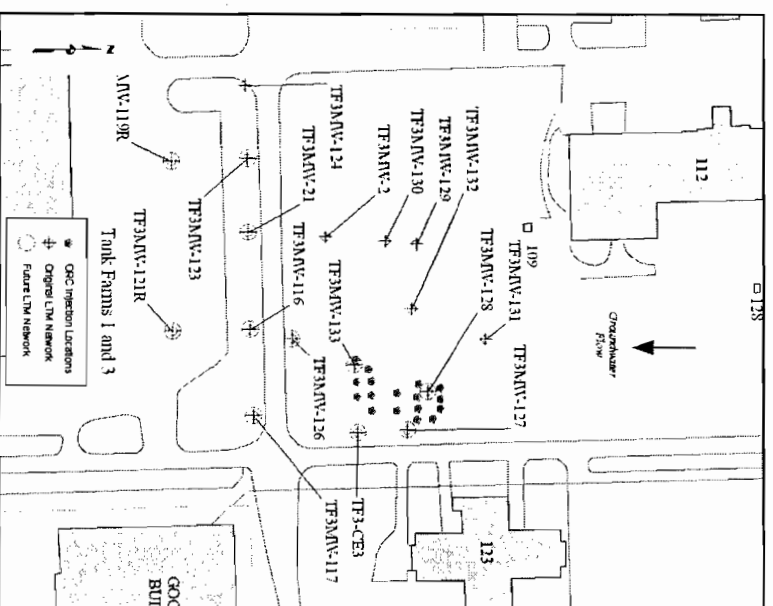 N
112
128
109
Groundwater
Flow
TF3MW-132
TF3MW-129
TF3MW-130
TF3MW-2
TF3MW-124
TF3MW-21
TF3MW-116
TF3MW-133
TF3MW-128
TF3MW-131
TF3MW-127
TF3MW-126
TF3-CE3
TF3MW-117
TF3MW-123
TF3MW-121R
MW-119R
Tank Farms 1 and 3
ORC Injection Locations
Original LTM Network
Future LTM Network
123
GOO
BUI